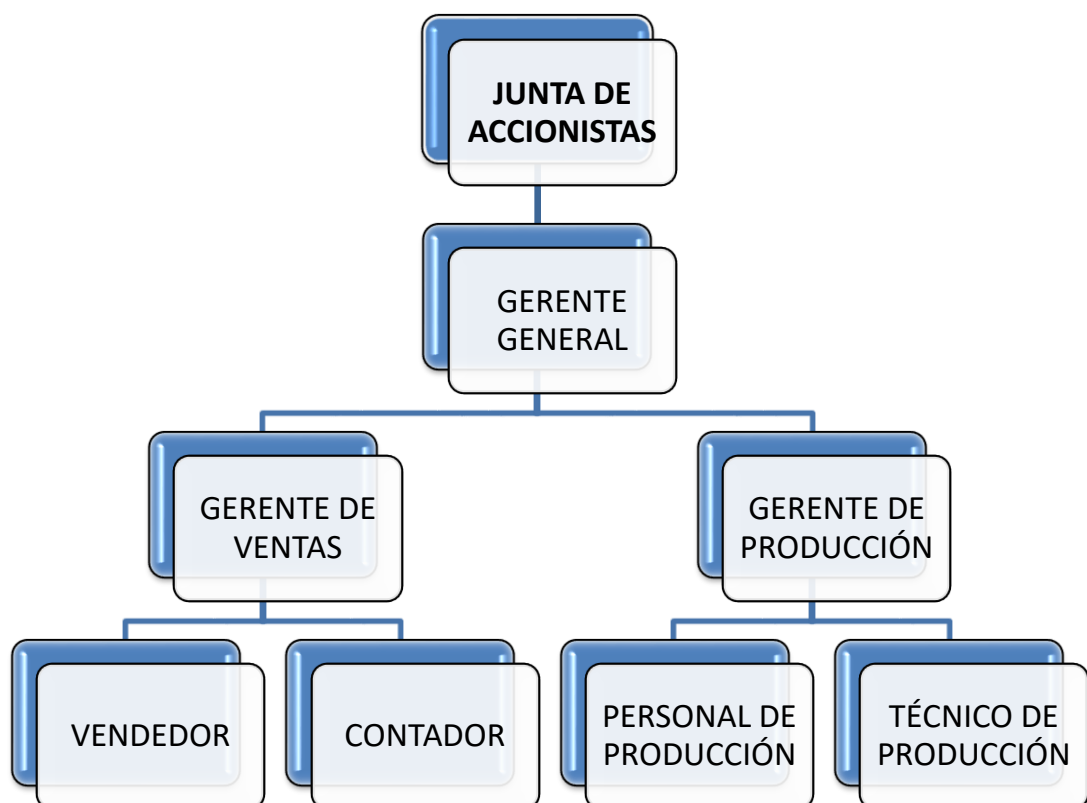 JUNTA DE
ACCIONISTAS
GERENTE
GENERAL
GERENTE DE
VENTAS
GERENTE DE
PRODUCCIÓN
VENDEDOR
CONTADOR
PERSONAL DE
PRODUCCIÓN
TÉCNICO DE
PRODUCCIÓN